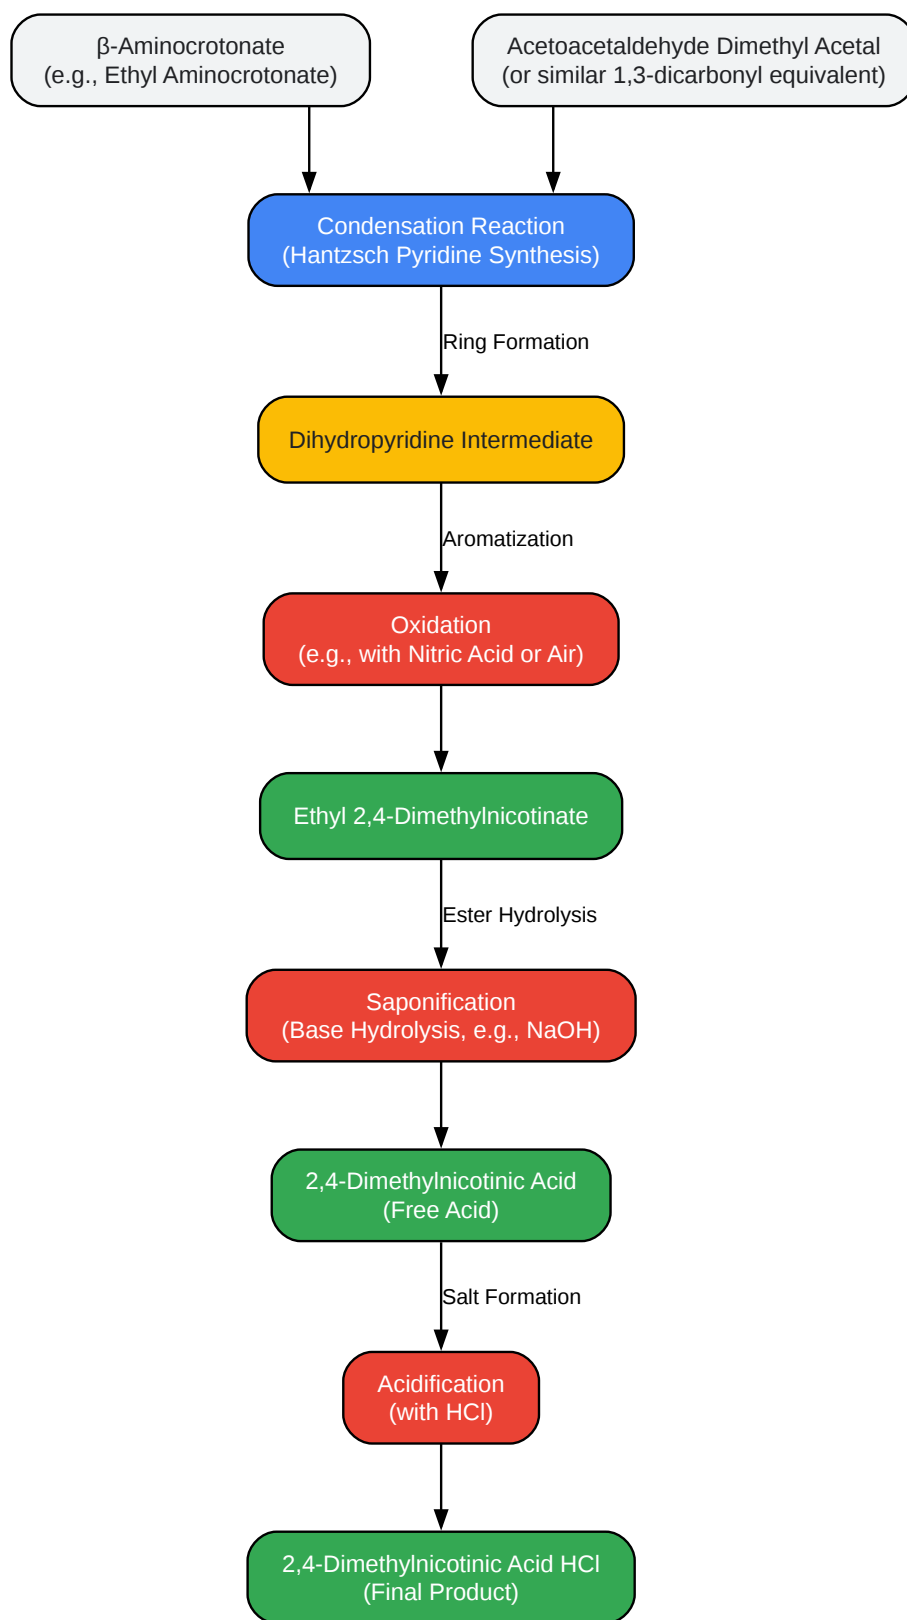 β-Aminocrotonate
(e.g., Ethyl Aminocrotonate)
Acetoacetaldehyde Dimethyl Acetal
(or similar 1,3-dicarbonyl equivalent)
Condensation Reaction
(Hantzsch Pyridine Synthesis)
Ring Formation
Dihydropyridine Intermediate
Aromatization
Oxidation
(e.g., with Nitric Acid or Air)
Ethyl 2,4-Dimethylnicotinate
Ester Hydrolysis
Saponification
(Base Hydrolysis, e.g., NaOH)
2,4-Dimethylnicotinic Acid
(Free Acid)
Salt Formation
Acidification
(with HCl)
2,4-Dimethylnicotinic Acid HCl
(Final Product)